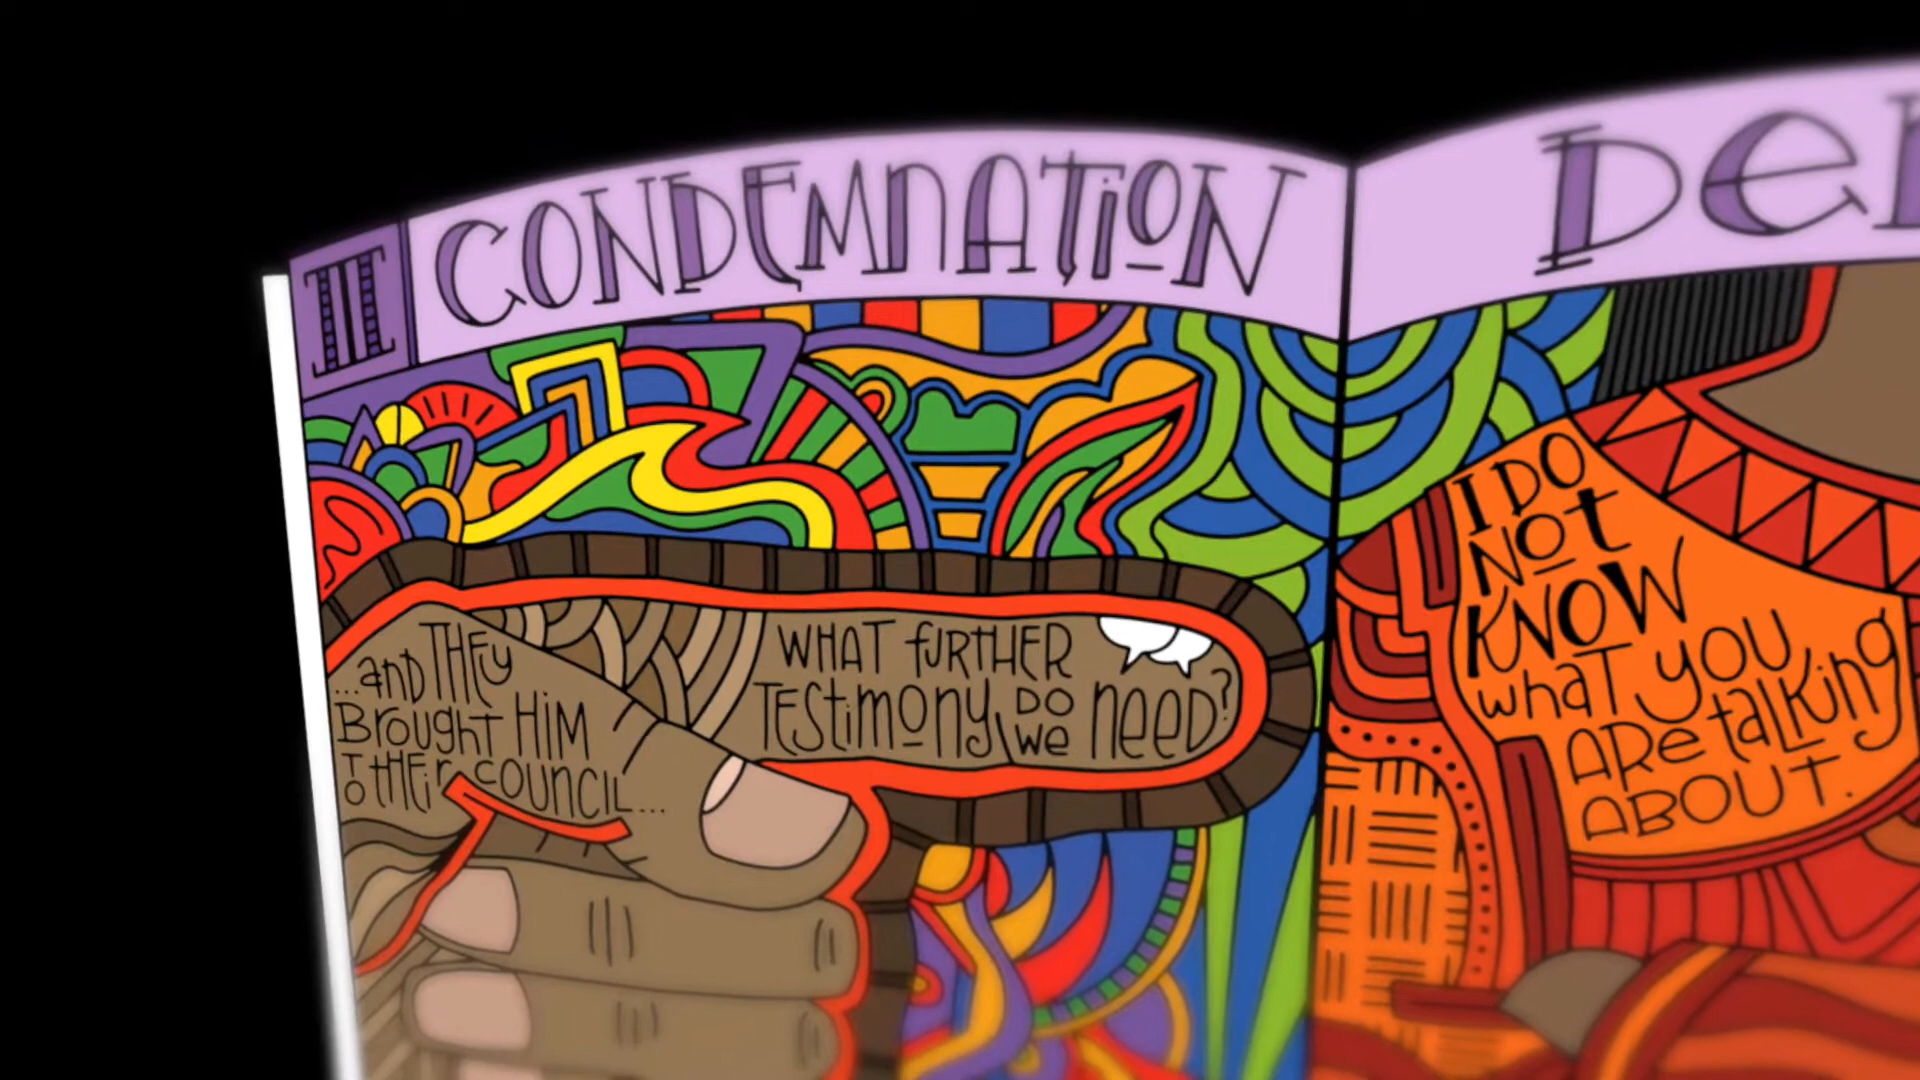 III
CONDEMNATION
...and THEY
Brought HiM
TO THEir COUNCIL...
WHAT fURTHER
TESTimONY DO
we NEED?
I DO
NOt
KNOW
whaT YOU
ARe talKing
ABOUT.